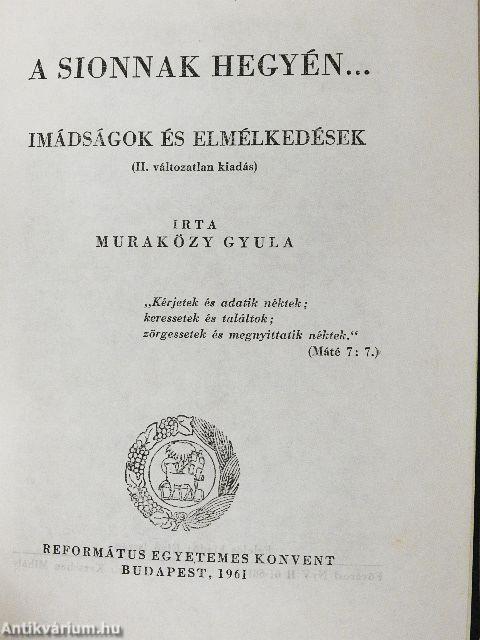 A SIONNAK HEGYÉN...
IMÁDSÁGOK ÉS ELMÉLKEDÉSEK
(II. változatlan kiadás)
IRTA
MURAKÖZY GYULA
„Kérjetek és adatik néktek;
keressetek és találtok;
zörgessetek és megnyittatik néktek."
(Máté 7: 7.)
REFORMÁTUS EGYETEMES KONVENT
BUDAPEST, 1961
Antikvárium.hu